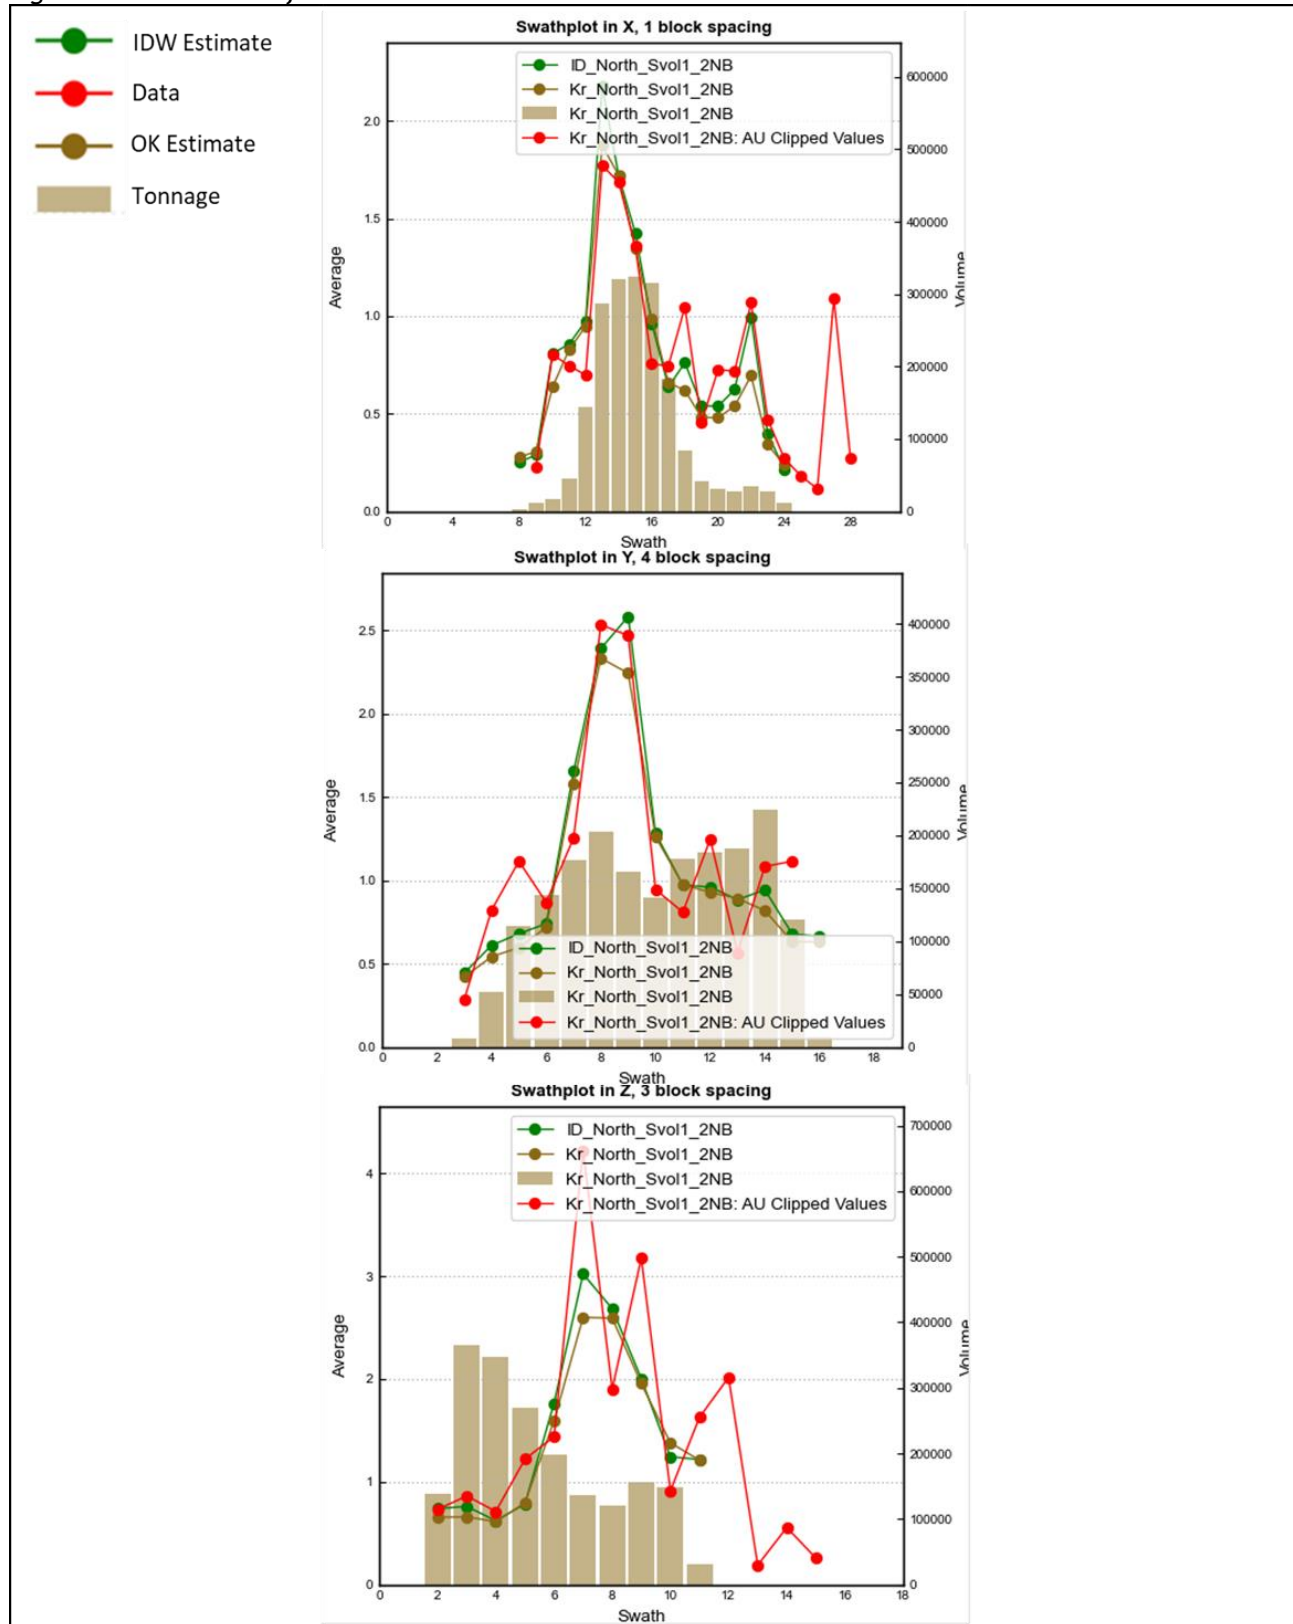 IDW Estimate
Data
OK Estimate
Tonnage
Swathplot in X, 1 block spacing
ID_North_Svol1_2NB
Kr_North_Svol1_2NB
Kr_North_Svol1_2NB
Kr_North_Svol1_2NB: AU Clipped Values
Average
Volume
2.0
1.5
1.0
0.5
0.0
600000
500000
400000
300000
200000
100000
0
0 4 8 12 16 20 24 28
Swath
Swathplot in Y, 4 block spacing
Average
Volume
2.5
2.0
1.5
1.0
0.5
0.0
400000
350000
300000
250000
200000
150000
100000
50000
0
ID_North_Svol1_2NB
Kr_North_Svol1_2NB
Kr_North_Svol1_2NB
Kr_North_Svol1_2NB: AU Clipped Values
0 2 4 6 8 10 12 14 16 18
Swath
Swathplot in Z, 3 block spacing
ID_North_Svol1_2NB
Kr_North_Svol1_2NB
Kr_North_Svol1_2NB
Kr_North_Svol1_2NB: AU Clipped Values
Average
Volume
4
3
2
1
0
700000
600000
500000
400000
300000
200000
100000
0
0 2 4 6 8 10 12 14 16 18
Swath